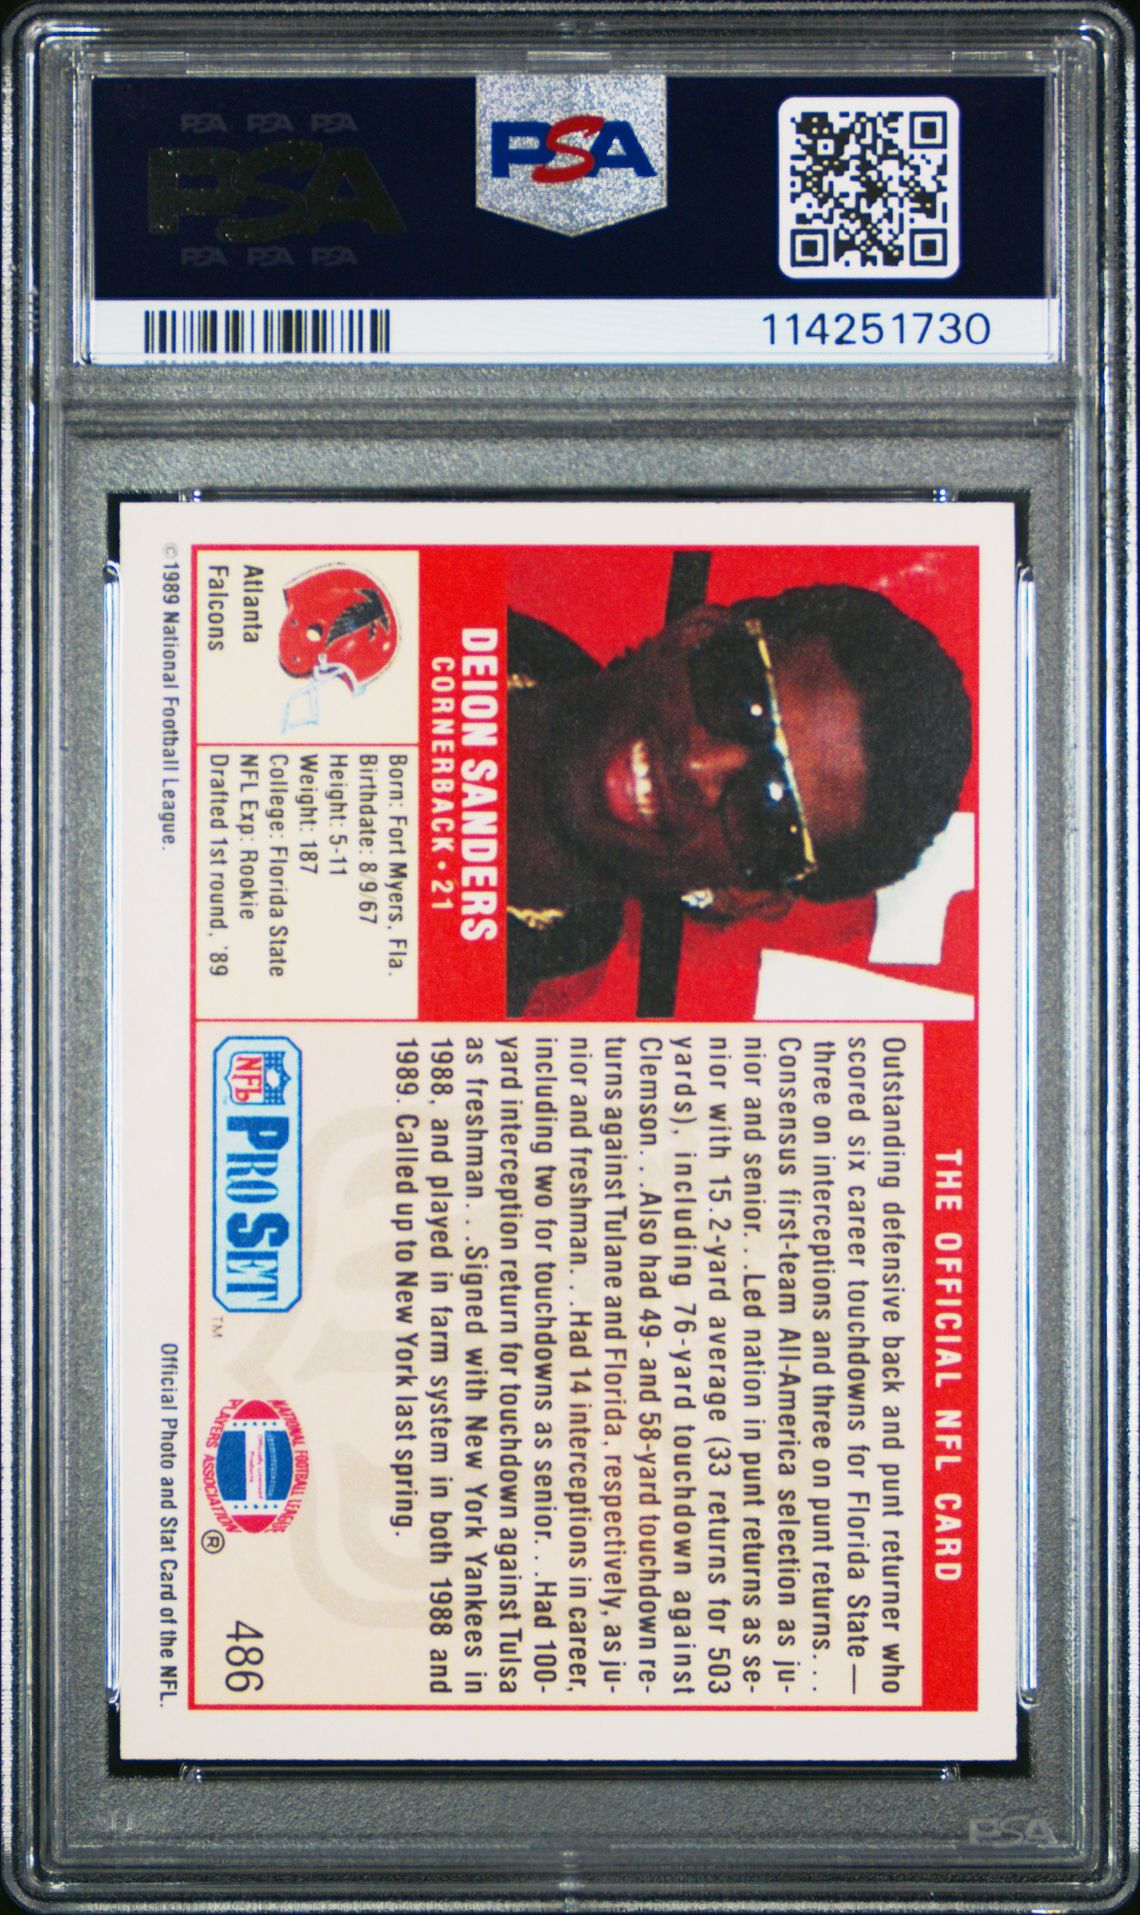 PSA PSA PSA
PSA
PSA PSA PSA
PSA
114251730
THE OFFICIAL NFL CARD
DEION SANDERS
CORNERBACK • 21
Atlanta
Falcons
Born: Fort Myers, Fla.
Birthdate: 8/9/67
Height: 5-11
Weight: 187
College: Florida State
NFL Exp: Rookie
Drafted 1st round, '89
Outstanding defensive back and punt returner who
scored six career touchdowns for Florida State—
three on interceptions and three on punt returns. . .
Consensus first-team All-America selection as ju-
nior and senior. . .Led nation in punt returns as se-
nior with 15.2-yard average (33 returns for 503
yards), including 76-yard touchdown against
Clemson. . .Also had 49- and 58-yard touchdown re-
turns against Tulane and Florida, respectively, as ju-
nior and freshman. . .Had 14 interceptions in career,
including two for touchdowns as senior. . .Had 100-
yard interception return for touchdown against Tulsa
as freshman. . .Signed with New York Yankees in
1988, and played in farm system in both 1988 and
1989. Called up to New York last spring.
NFL PRO SET TM
NATIONAL FOOTBALL LEAGUE
PLAYERS ASSOCIATION
®
486
©1989 National Football League.
Official Photo and Stat Card of the NFL.
PSA